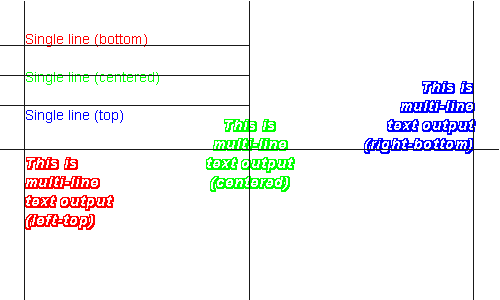 Single line (bottom)
Single line (centered)
Single line (top)
This is
multi-line
text output
(left-top)
This is
multi-line
text output
(centered)
This is
multi-line
text output
(right-bottom)